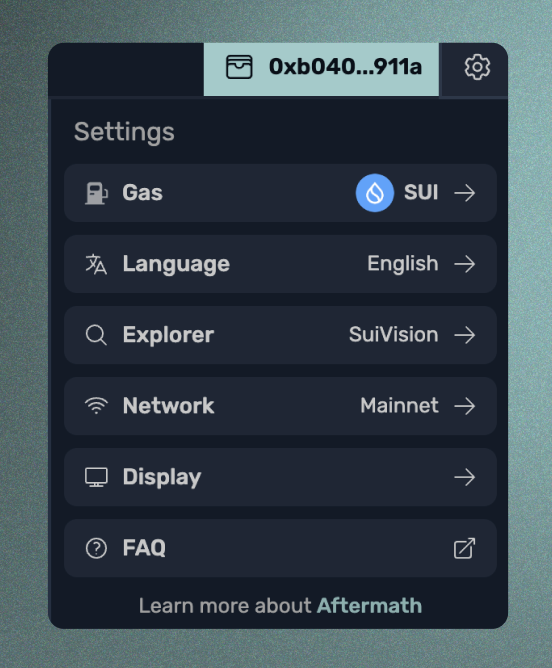 0xb040...911a
Settings
Gas SUI
Language English
Explorer SuiVision
Network Mainnet
Display
FAQ
Learn more about Aftermath